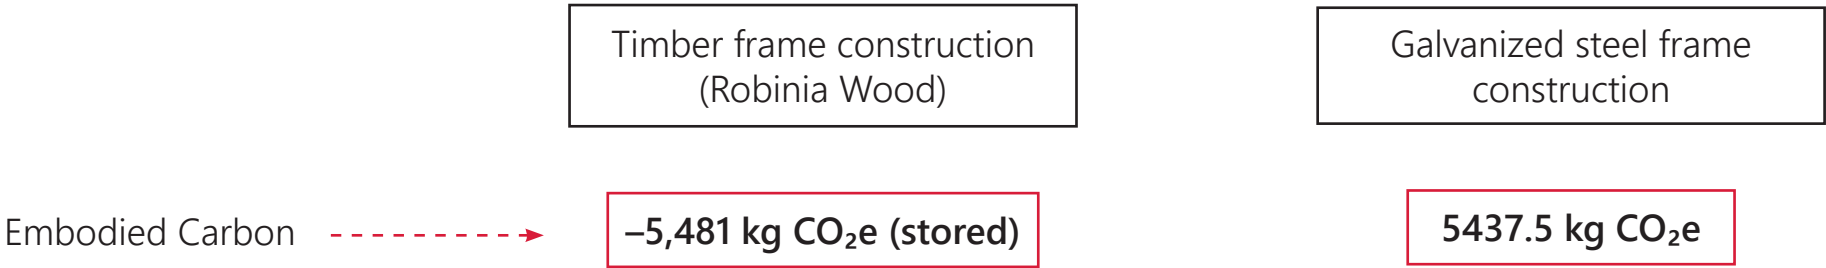 Timber frame construction
(Robinia Wood)
Galvanized steel frame
construction
Embodied Carbon
–5,481 kg CO₂e (stored)
5437.5 kg CO₂e